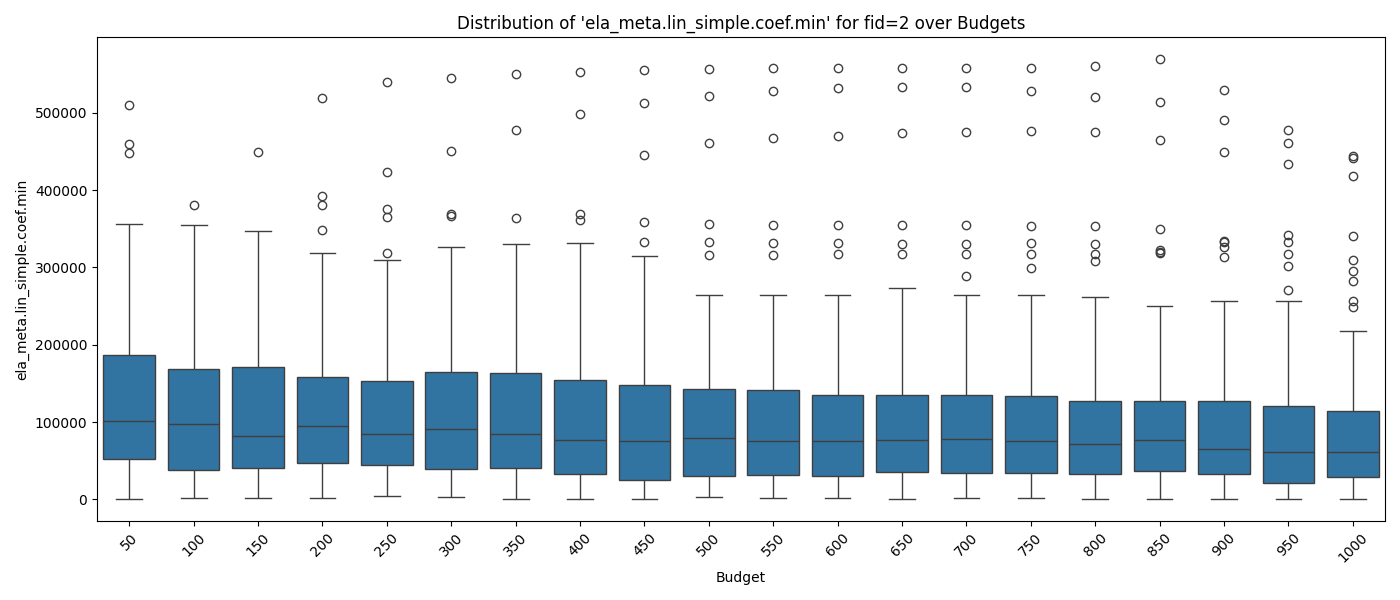 Distribution of 'ela_meta.lin_simple.coef.min' for fid=2 over Budgets
ela_meta.lin_simple.coef.min
500000
400000
300000
200000
100000
0
50 100 150 200 250 300 350 400 450 500 550 600 650 700 750 800 850 900 950 1000
Budget